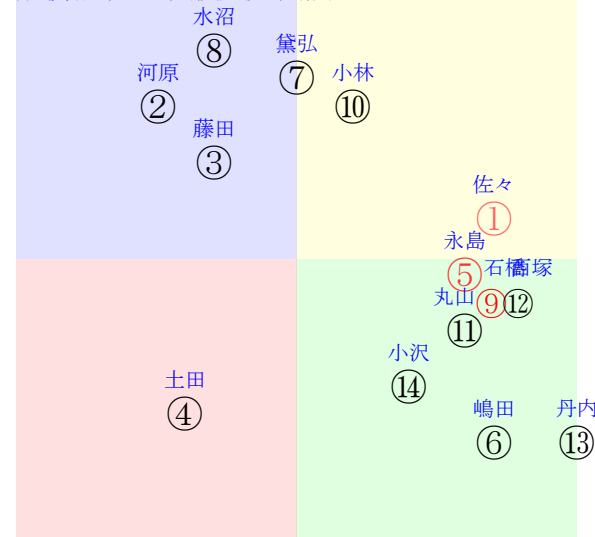 水沼
⑧
黛弘
⑦
河原
②
小林
⑩
藤田
③
佐々
①
永島
⑤
石橋
⑨
西塚
⑫
丸山
⑪
小沢
⑭
土田
④
嶋田
⑥
丹内
⑬